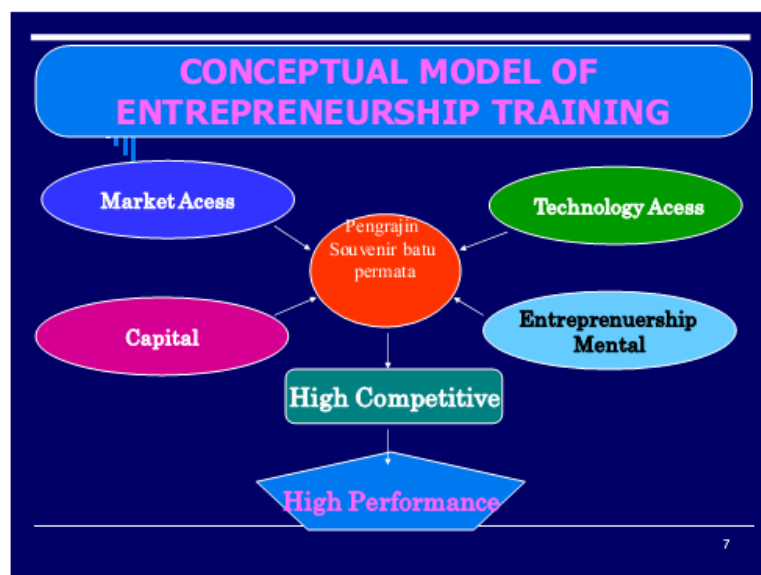 CONCEPTUAL MODEL OF
ENTREPRENEURSHIP TRAINING
Market Acess
Technology Acess
Pengrajin
Souvenir batu
permata
Capital
Entreprenuership
Mental
High Competitive
High Performance
7